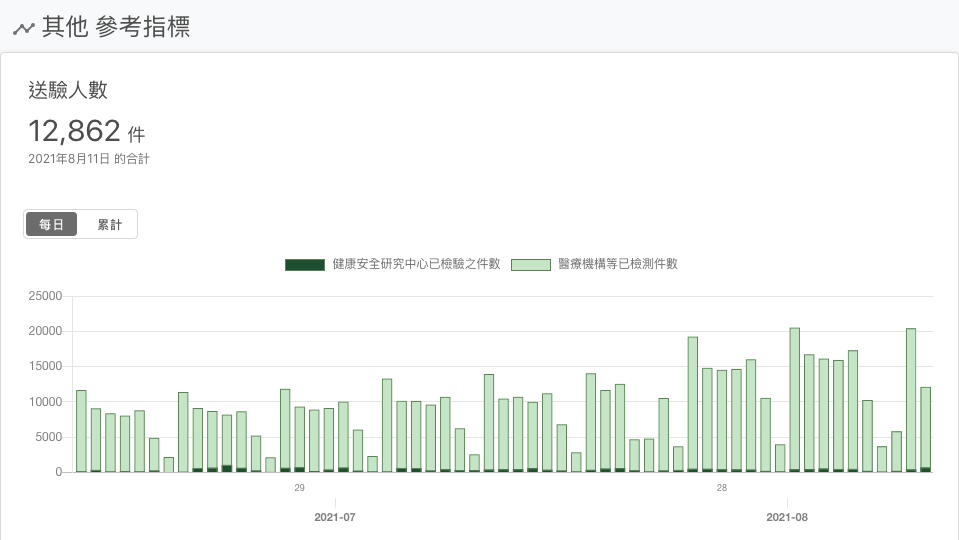 其他 參考指標
送驗人數
12,862 件
2021年8月11日 的合計
每日 累計
健康安全研究中心已檢驗之件數 醫療機構等已檢測件數
25000
20000
15000
10000
5000
0
29 28
2021-07 2021-08